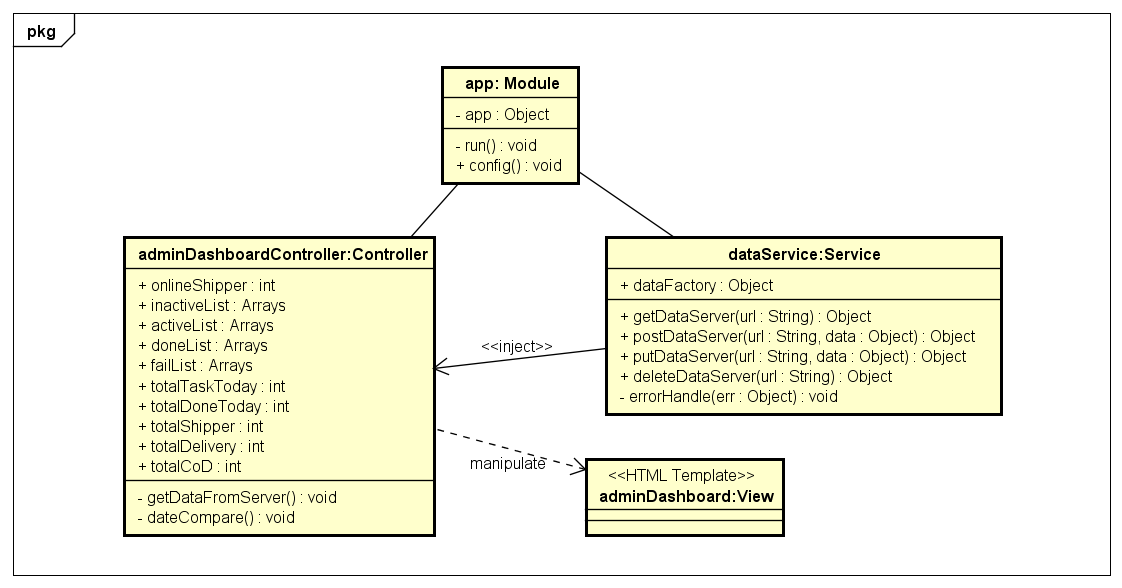 pkg
app: Module
- app : Object
- run() : void
+ config() : void
adminDashboardController:Controller
+ onlineShipper : int
+ inactiveList : Arrays
+ activeList : Arrays
+ doneList : Arrays
+ failList : Arrays
+ totalTaskToday : int
+ totalDoneToday : int
+ totalShipper : int
+ totalDelivery : int
+ totalCoD : int
- getDataFromServer() : void
- dateCompare() : void
dataService:Service
+ dataFactory : Object
+ getDataServer(url : String) : Object
+ postDataServer(url : String, data : Object) : Object
+ putDataServer(url : String, data : Object) : Object
+ deleteDataServer(url : String) : Object
- errorHandle(err : Object) : void
<<inject>>
manipulate
<<HTML Template>>
adminDashboard:View